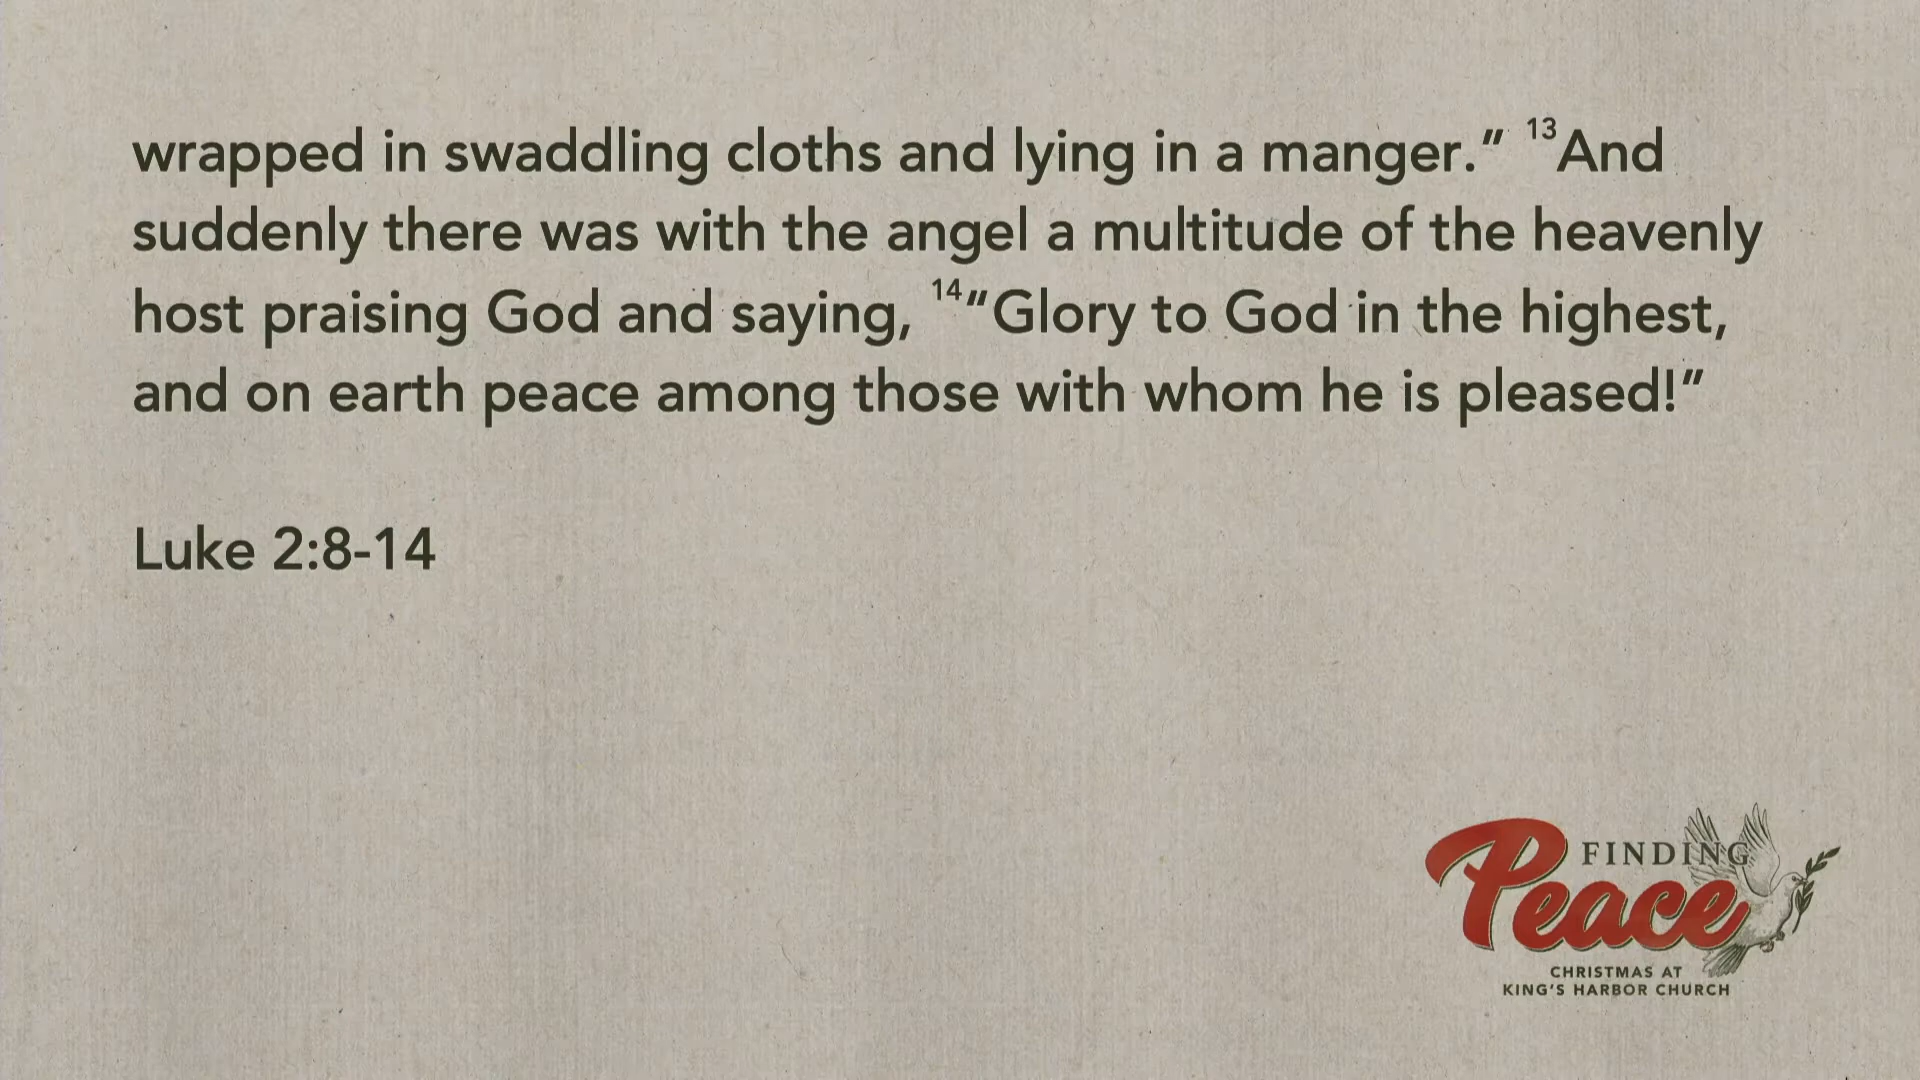 wrapped in swaddling cloths and lying in a manger.” ¹³And
suddenly there was with the angel a multitude of the heavenly
host praising God and saying, ¹⁴“Glory to God in the highest,
and on earth peace among those with whom he is pleased!”
Luke 2:8-14
FINDING
Peace
CHRISTMAS AT
KING’S HARBOR CHURCH